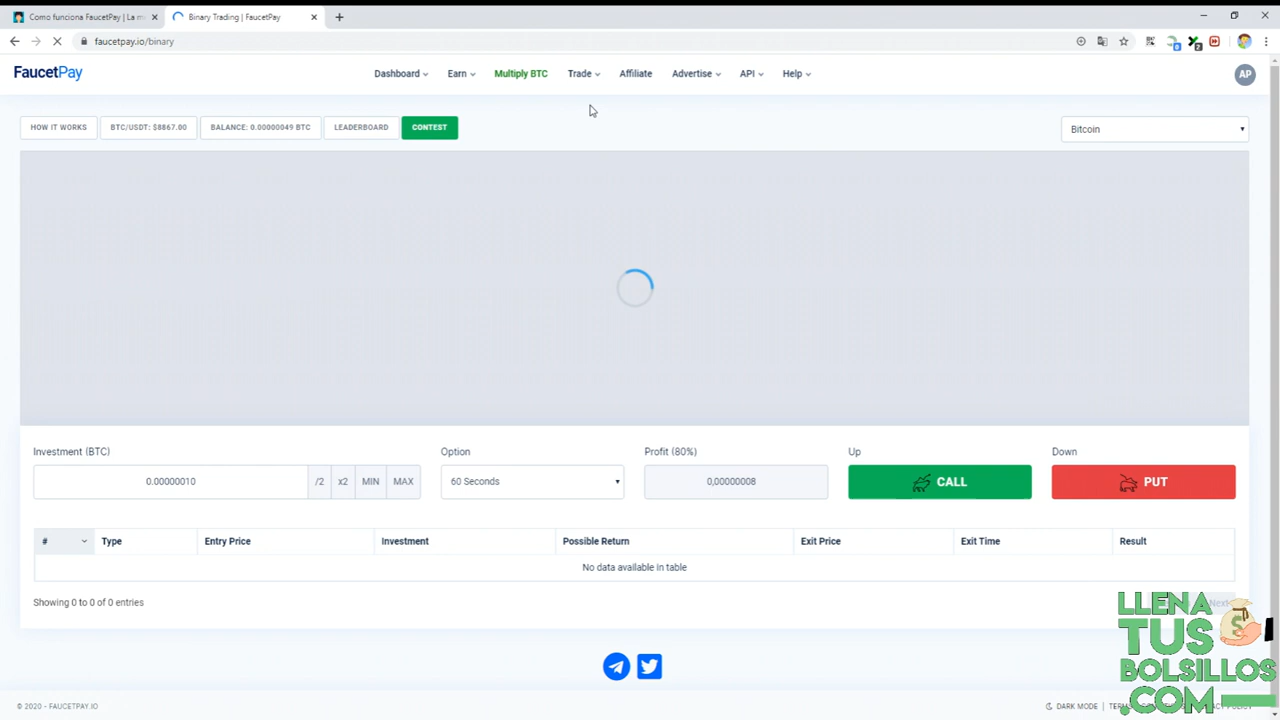 Como funciona FaucetPay | La m
Binary Trading | FaucetPay
faucetpay.io/binary
FaucetPay
Dashboard
Earn
Multiply BTC
Trade
Affiliate
Advertise
API
Help
AP
HOW IT WORKS
BTC/USDT: $8867.00
BALANCE: 0.00000049 BTC
LEADERBOARD
CONTEST
Bitcoin
Investment (BTC)
Option
Profit (80%)
Up
Down
0.00000010
/2
x2
MIN
MAX
60 Seconds
0,00000008
CALL
PUT
#
Type
Entry Price
Investment
Possible Return
Exit Price
Exit Time
Result
No data available in table
Showing 0 to 0 of 0 entries
Next
LLENA
TUS
BOLSILLOS
.COM
© 2020 - FAUCETPAY.IO
DARK MODE |